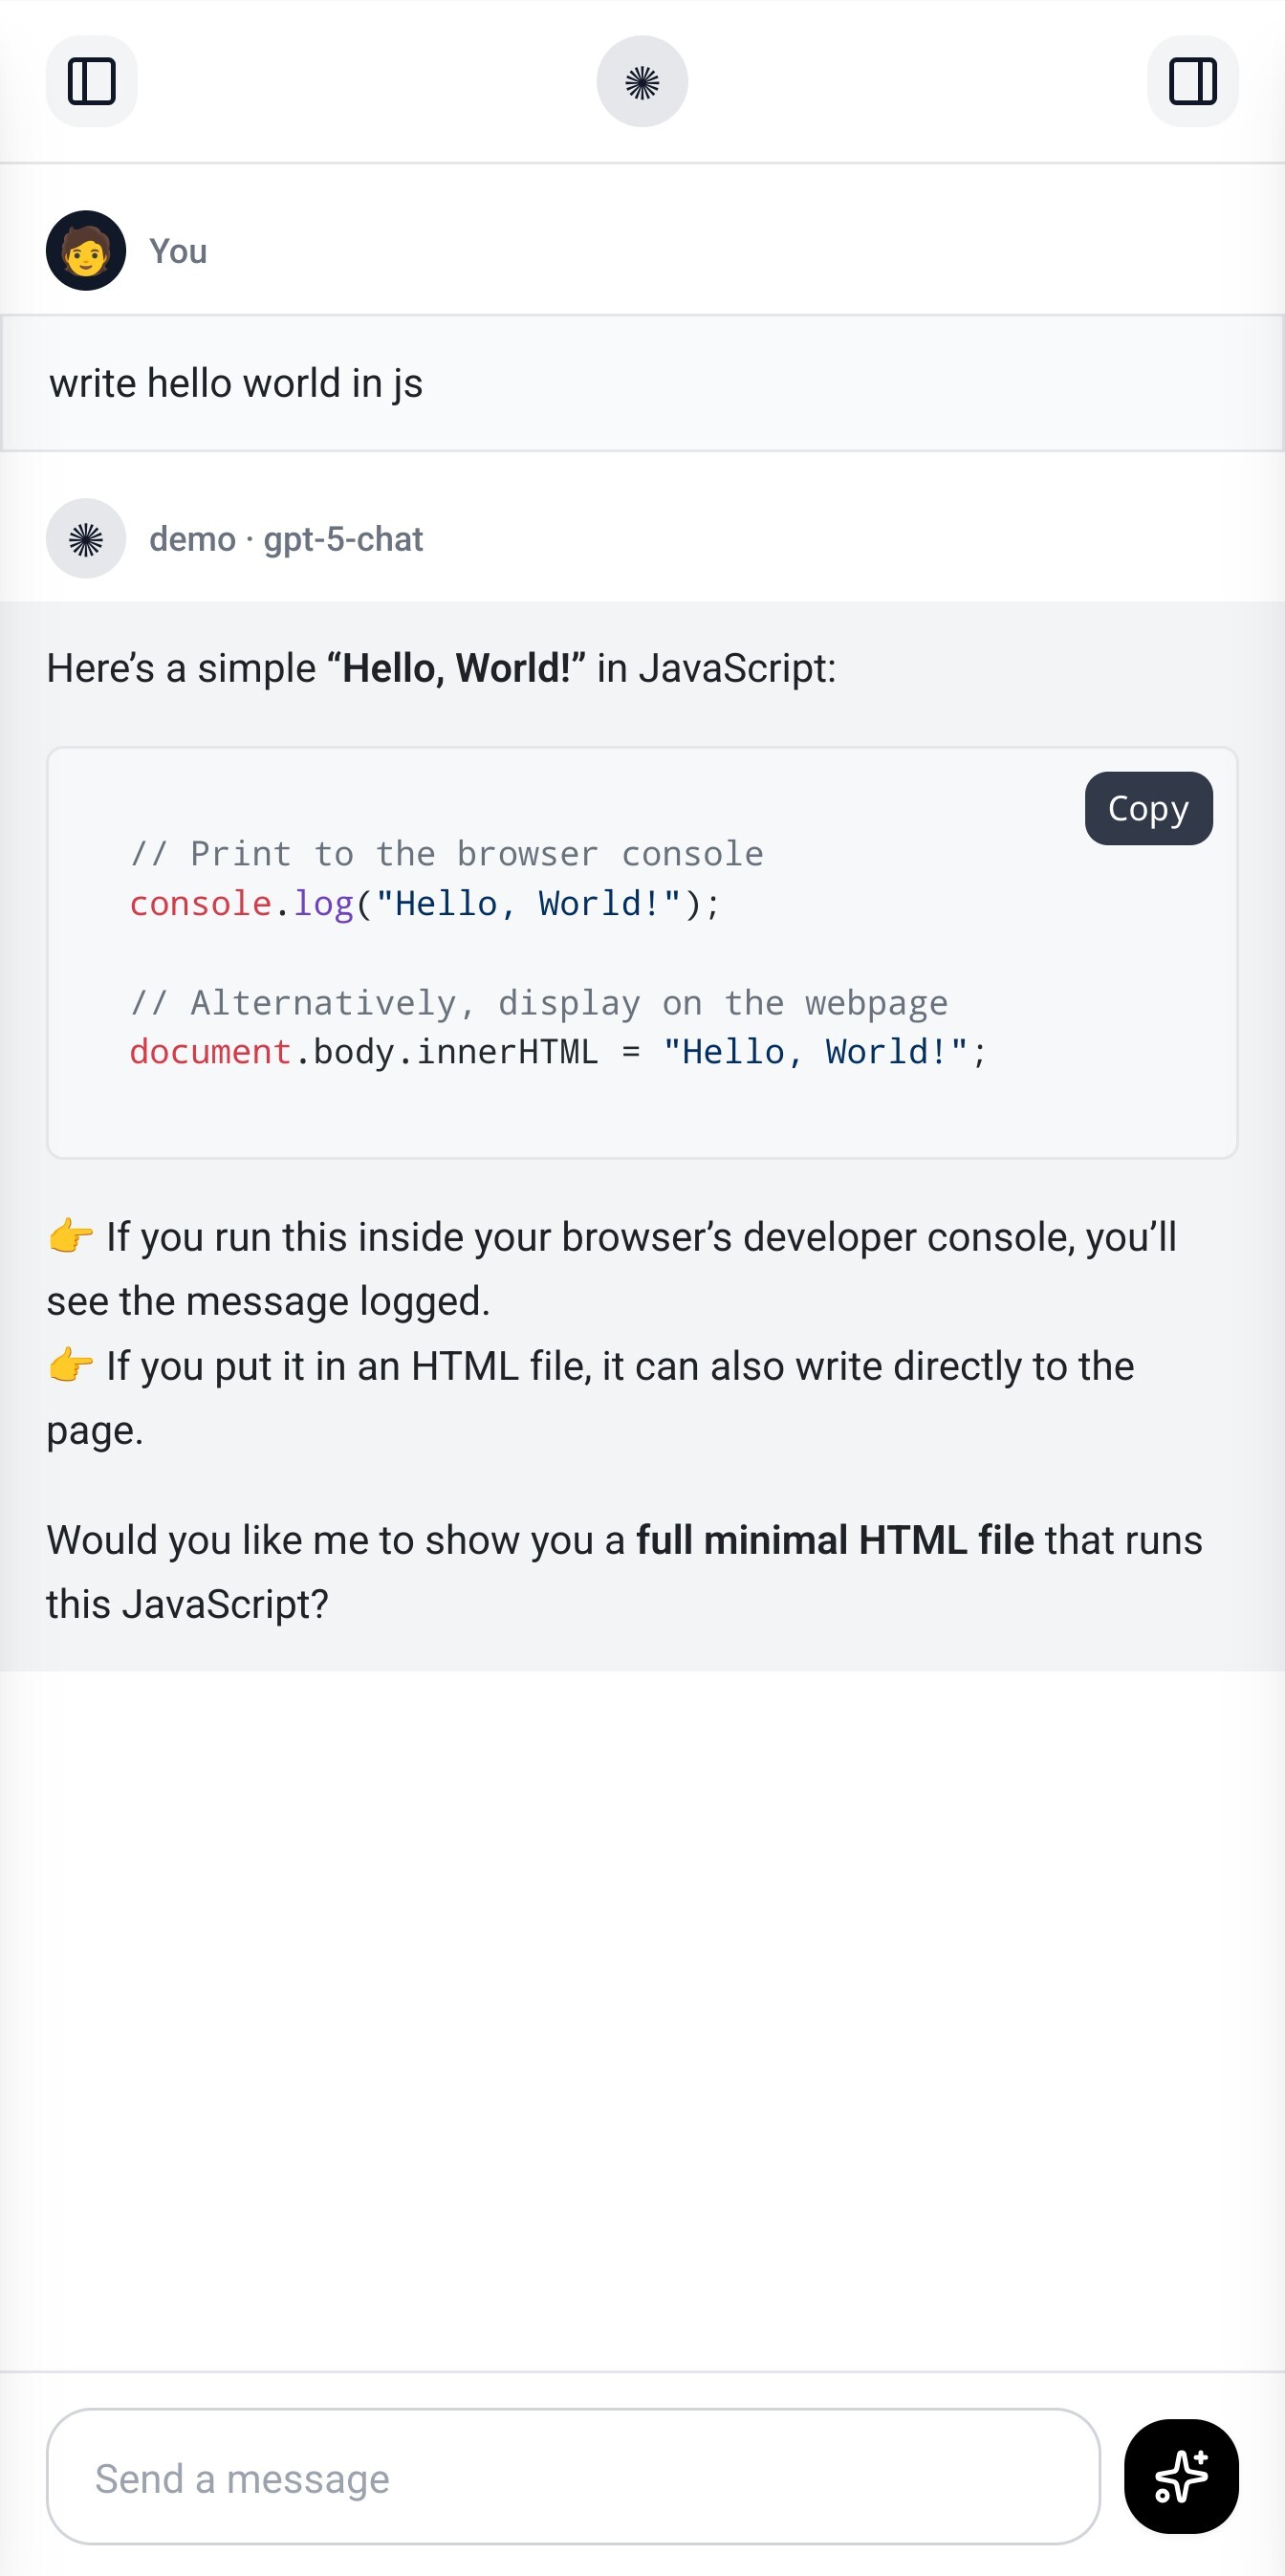 You
write hello world in js
demo · gpt-5-chat
Here’s a simple “Hello, World!” in JavaScript:
Copy
// Print to the browser console
console.log("Hello, World!");
// Alternatively, display on the webpage
document.body.innerHTML = "Hello, World!";
👉 If you run this inside your browser’s developer console, you’ll
see the message logged.
👉 If you put it in an HTML file, it can also write directly to the
page.
Would you like me to show you a full minimal HTML file that runs
this JavaScript?
Send a message